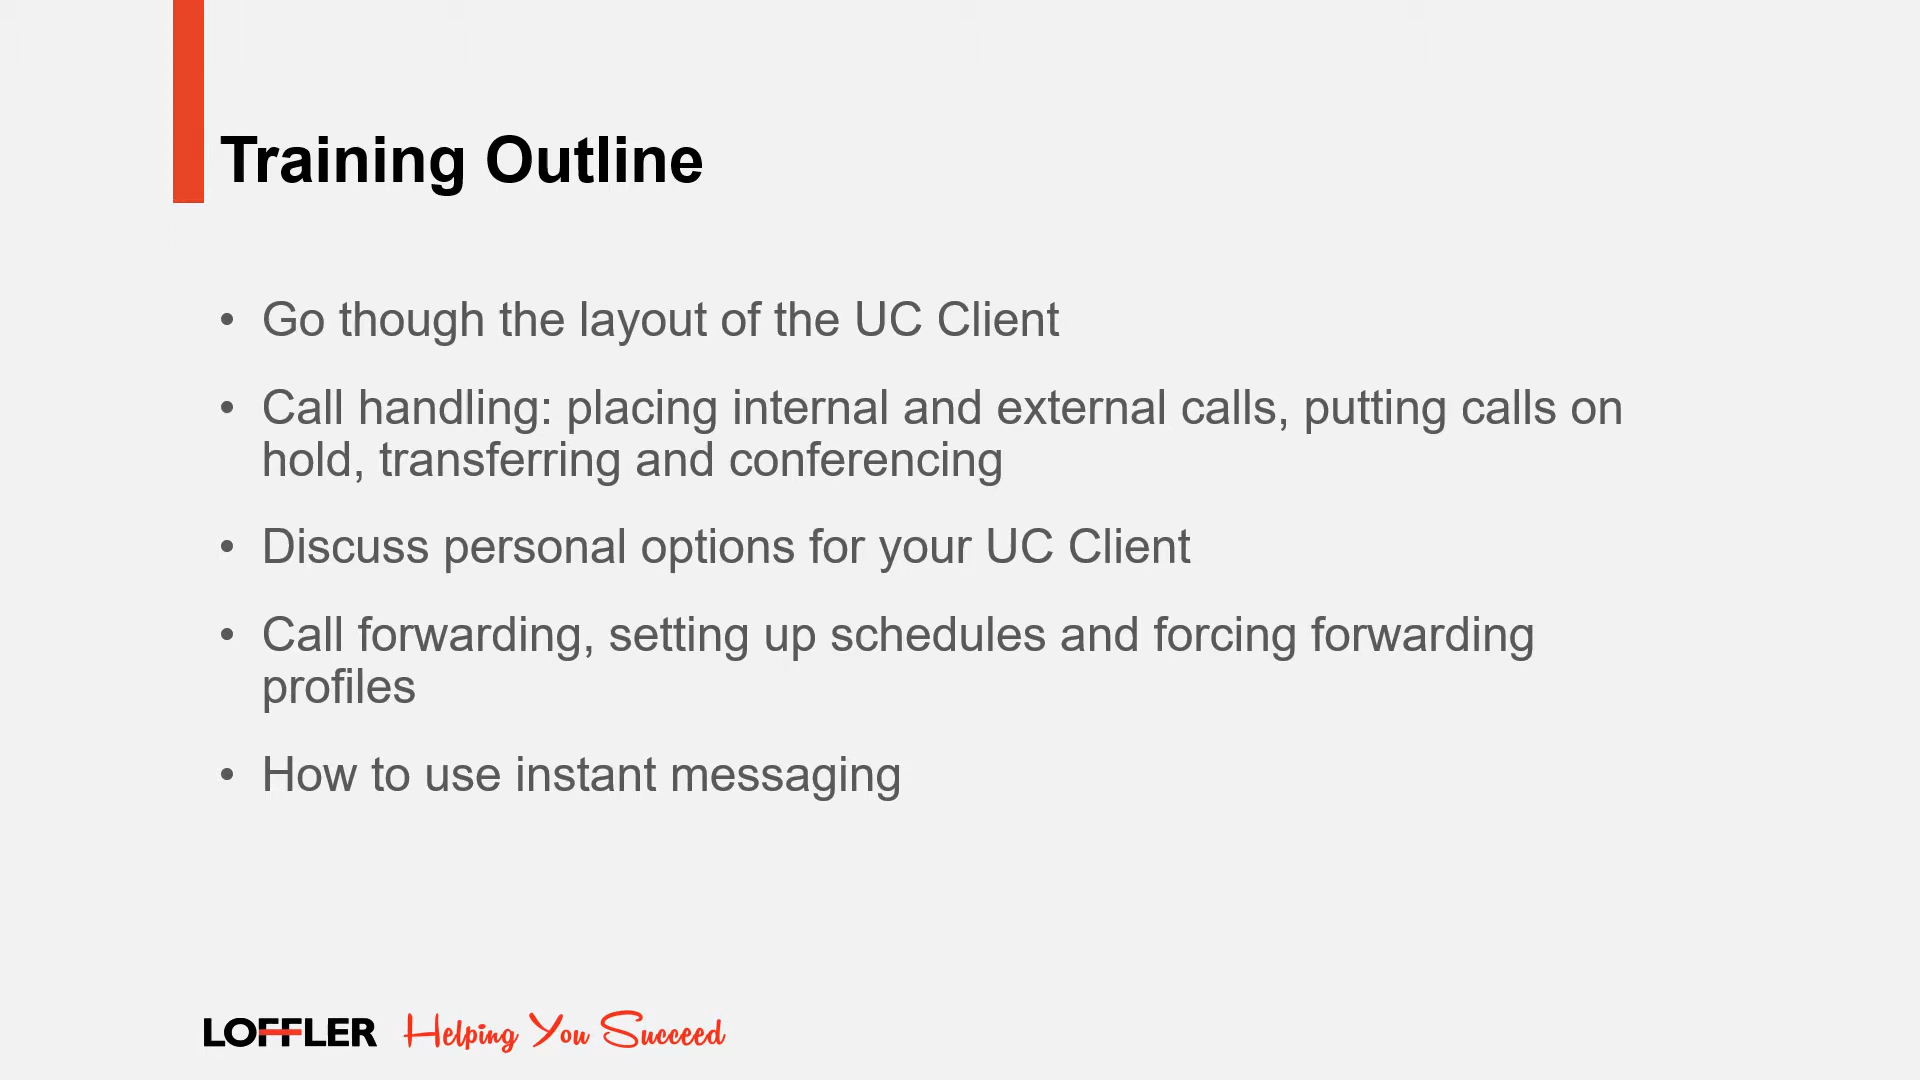 Training Outline
• Go though the layout of the UC Client
• Call handling: placing internal and external calls, putting calls on
hold, transferring and conferencing
• Discuss personal options for your UC Client
• Call forwarding, setting up schedules and forcing forwarding
profiles
• How to use instant messaging
LOFFLER Helping You Succeed